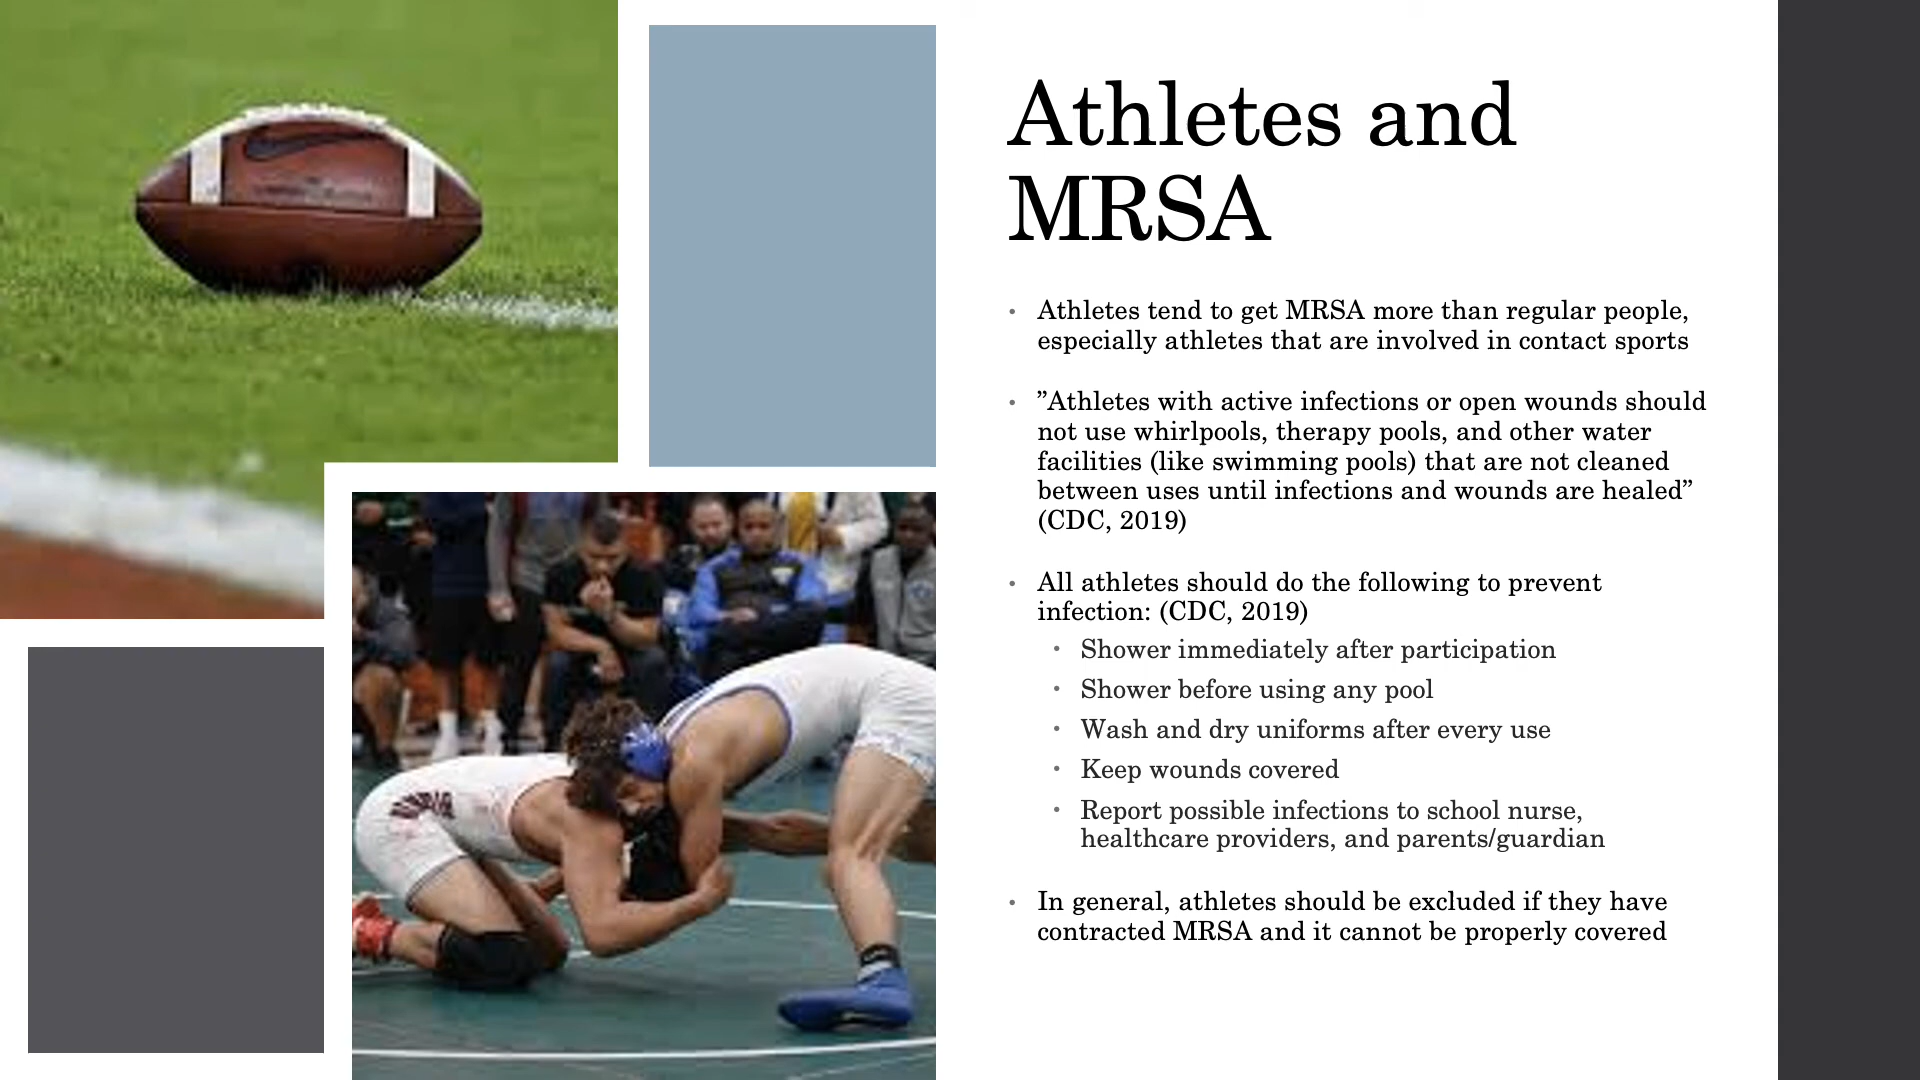 Athletes and
MRSA
• Athletes tend to get MRSA more than regular people,
especially athletes that are involved in contact sports
• ”Athletes with active infections or open wounds should
not use whirlpools, therapy pools, and other water
facilities (like swimming pools) that are not cleaned
between uses until infections and wounds are healed”
(CDC, 2019)
• All athletes should do the following to prevent
infection: (CDC, 2019)
• Shower immediately after participation
• Shower before using any pool
• Wash and dry uniforms after every use
• Keep wounds covered
• Report possible infections to school nurse,
healthcare providers, and parents/guardian
• In general, athletes should be excluded if they have
contracted MRSA and it cannot be properly covered